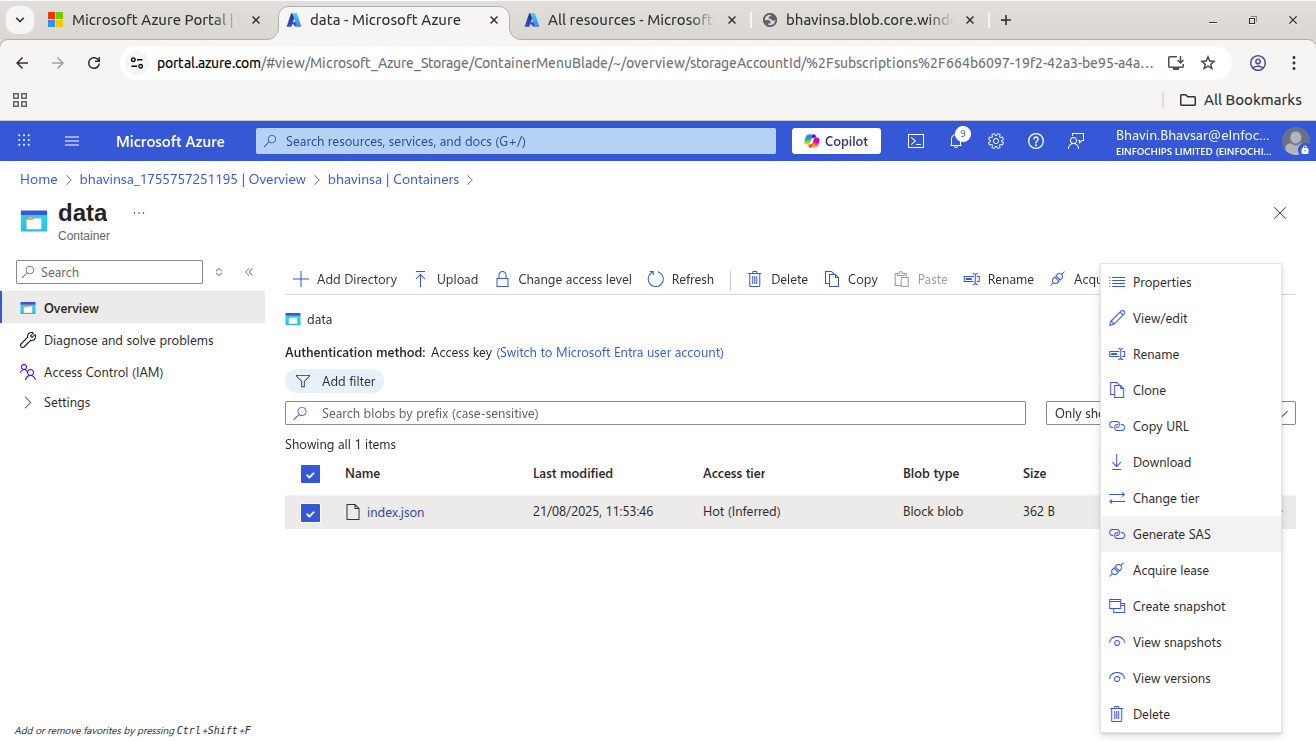 Microsoft Azure Portal |
data - Microsoft Azure
All resources - Microsoft
bhavinsa.blob.core.wind
portal.azure.com/#view/Microsoft_Azure_Storage/ContainerMenuBlade/~/overview/storageAccountId/%2Fsubscriptions%2F664b6097-19f2-42a3-be95-a4a...
All Bookmarks
Microsoft Azure
Search resources, services, and docs (G+/)
Copilot
9
Bhavin.Bhavsar@eInfoc...
EINFOCHIPS LIMITED (EINFOCHI...
Home > bhavinsa_1755757251195 | Overview > bhavinsa | Containers >
data ...
Container
Search
Overview
Diagnose and solve problems
Access Control (IAM)
Settings
Add or remove favorites by pressing Ctrl+Shift+F
Add Directory Upload Change access level Refresh Delete Copy Paste Rename Acqu
data
Authentication method: Access key (Switch to Microsoft Entra user account)
Add filter
Search blobs by prefix (case-sensitive)
Only sho
Showing all 1 items
Name Last modified Access tier Blob type Size
index.json 21/08/2025, 11:53:46 Hot (Inferred) Block blob 362 B
Properties
View/edit
Rename
Clone
Copy URL
Download
Change tier
Generate SAS
Acquire lease
Create snapshot
View snapshots
View versions
Delete